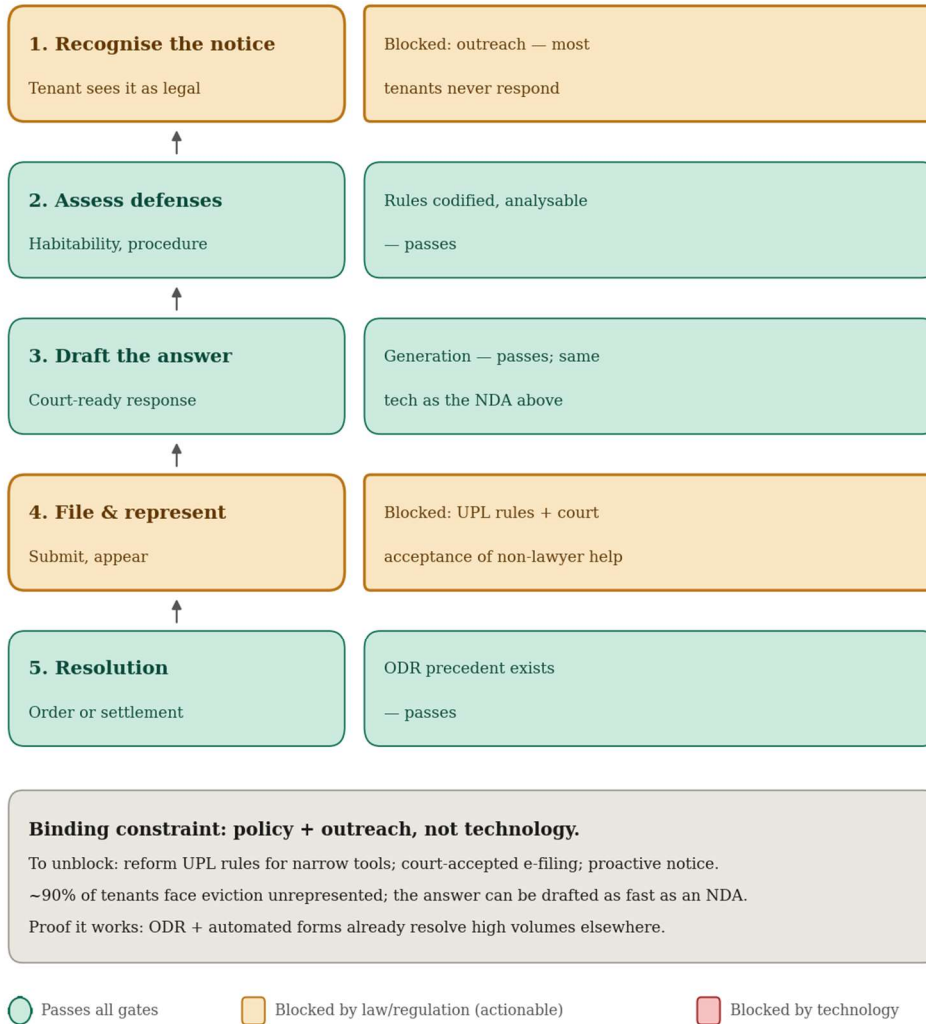 1. Recognise the notice
Tenant sees it as legal
Blocked: outreach — most
tenants never respond
2. Assess defenses
Habitability, procedure
Rules codified, analysable
— passes
3. Draft the answer
Court-ready response
Generation — passes; same
tech as the NDA above
4. File & represent
Submit, appear
Blocked: UPL rules + court
acceptance of non-lawyer help
5. Resolution
Order or settlement
ODR precedent exists
— passes
Binding constraint: policy + outreach, not technology.
To unblock: reform UPL rules for narrow tools; court-accepted e-filing; proactive notice.
~90% of tenants face eviction unrepresented; the answer can be drafted as fast as an NDA.
Proof it works: ODR + automated forms already resolve high volumes elsewhere.
Passes all gates
Blocked by law/regulation (actionable)
Blocked by technology